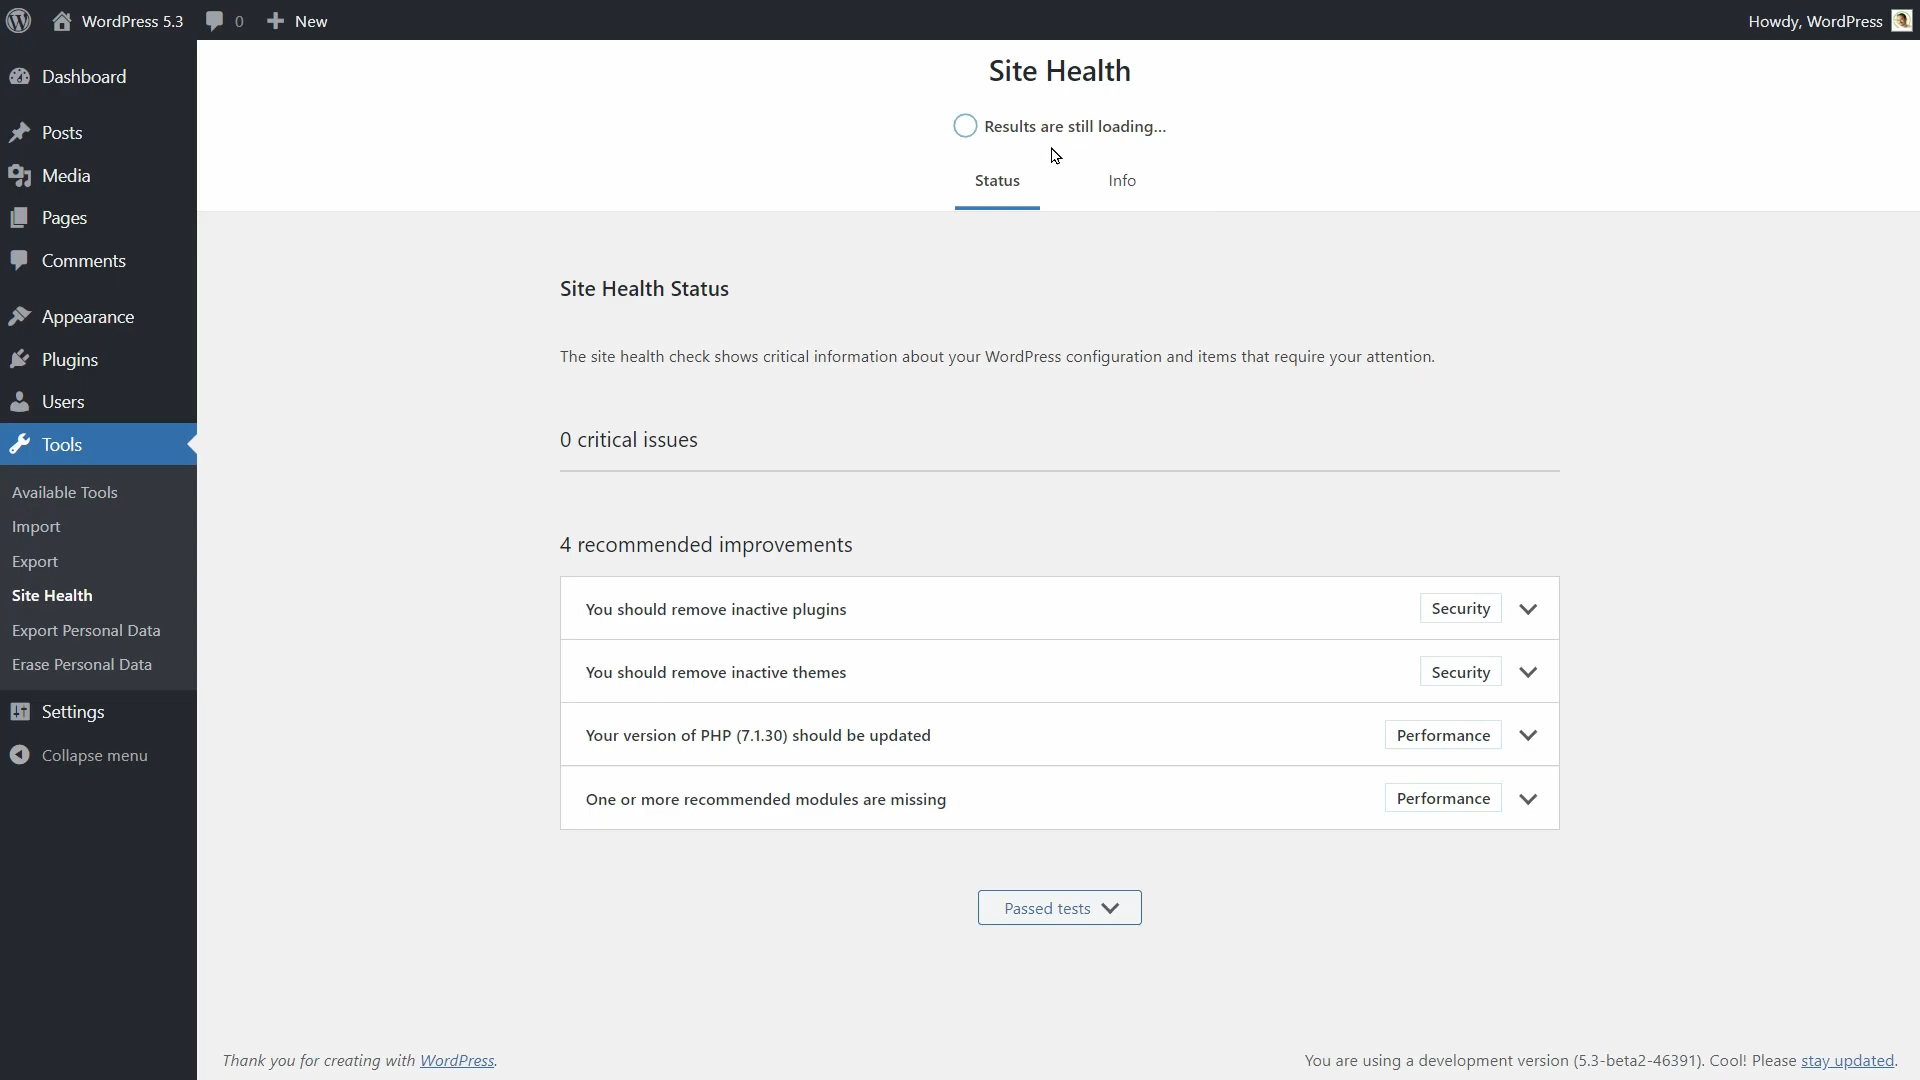 WordPress 5.3
0
New
Howdy, WordPress
Dashboard
Posts
Media
Pages
Comments
Appearance
Plugins
Users
Tools
Available Tools
Import
Export
Site Health
Export Personal Data
Erase Personal Data
Settings
Collapse menu
Site Health
Results are still loading...
Status
Info
Site Health Status
The site health check shows critical information about your WordPress configuration and items that require your attention.
0 critical issues
4 recommended improvements
You should remove inactive plugins
Security
You should remove inactive themes
Security
Your version of PHP (7.1.30) should be updated
Performance
One or more recommended modules are missing
Performance
Passed tests
Thank you for creating with WordPress.
You are using a development version (5.3-beta2-46391). Cool! Please stay updated.